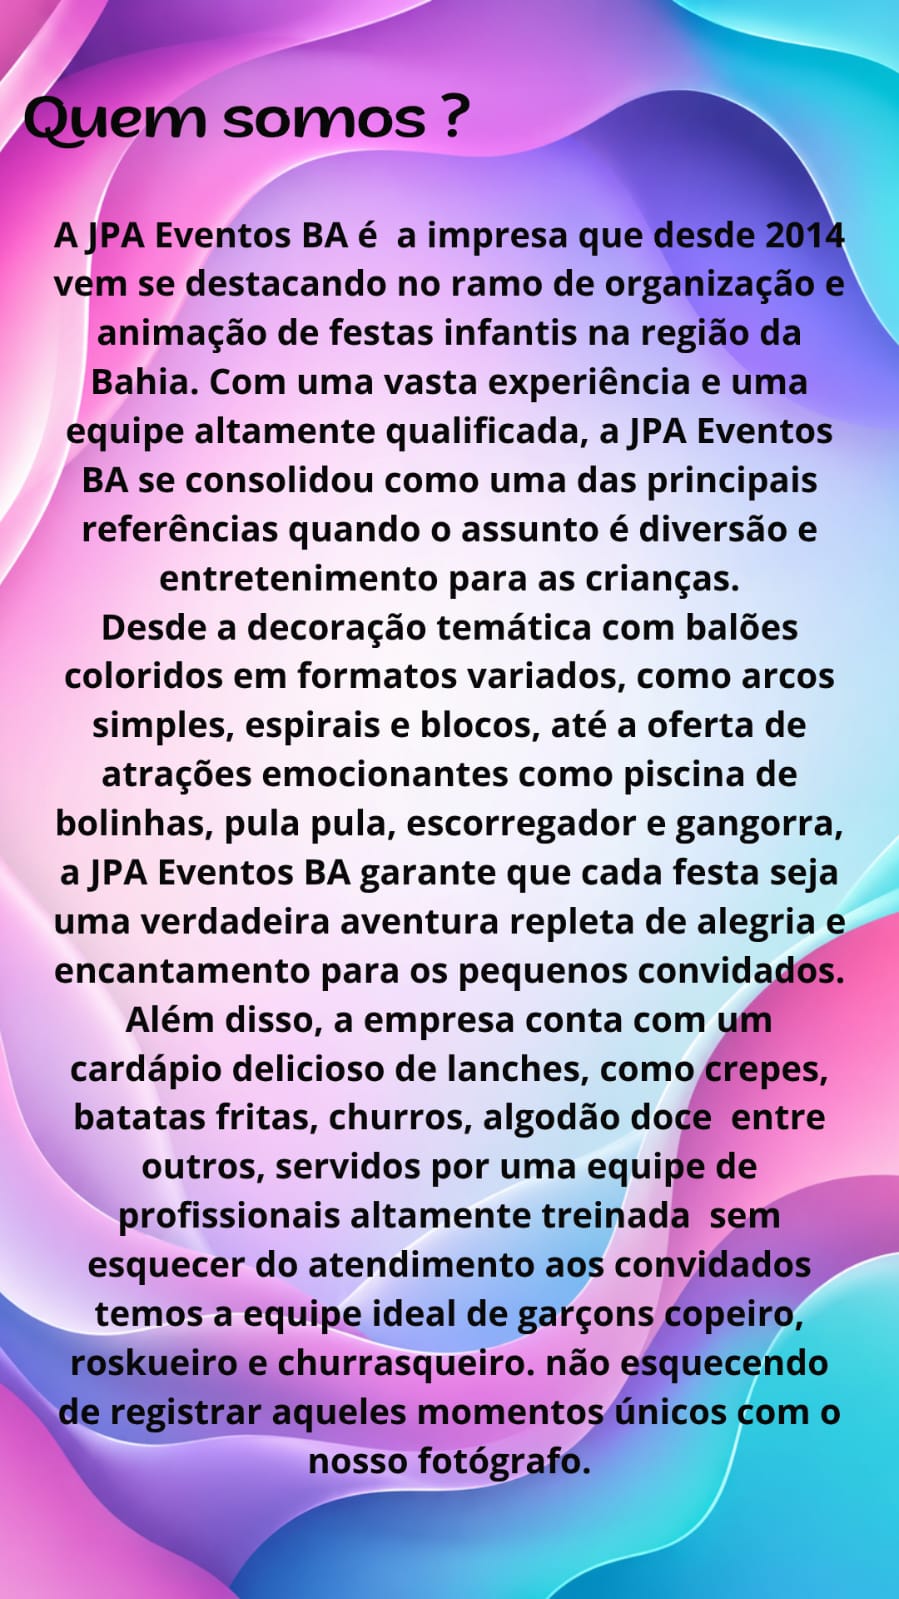 Quem somos ?
A JPA Eventos BA é  a impresa que desde 2014
vem se destacando no ramo de organização e
animação de festas infantis na região da
Bahia. Com uma vasta experiência e uma
equipe altamente qualificada, a JPA Eventos
BA se consolidou como uma das principais
referências quando o assunto é diversão e
entretenimento para as crianças.
Desde a decoração temática com balões
coloridos em formatos variados, como arcos
simples, espirais e blocos, até a oferta de
atrações emocionantes como piscina de
bolinhas, pula pula, escorregador e gangorra,
a JPA Eventos BA garante que cada festa seja
uma verdadeira aventura repleta de alegria e
encantamento para os pequenos convidados.
Além disso, a empresa conta com um
cardápio delicioso de lanches, como crepes,
batatas fritas, churros, algodão doce  entre
outros, servidos por uma equipe de
profissionais altamente treinada  sem
esquecer do atendimento aos convidados
temos a equipe ideal de garçons copeiro,
roskueiro e churrasqueiro. não esquecendo
de registrar aqueles momentos únicos com o
nosso fotógrafo.